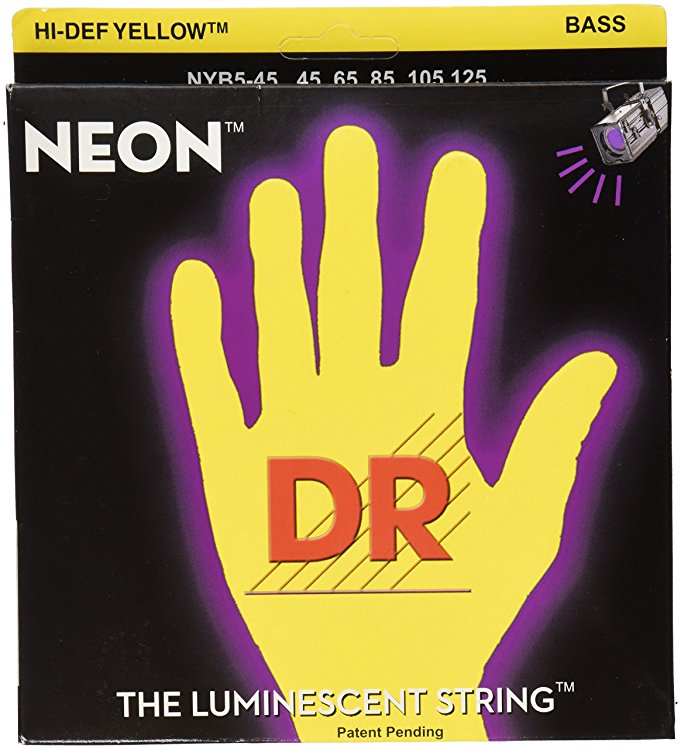 HI-DEF YELLOW™ BASS
NYB5-45 45 65 85 105 125
NEON™
DR
THE LUMINESCENT STRING™
Patent Pending